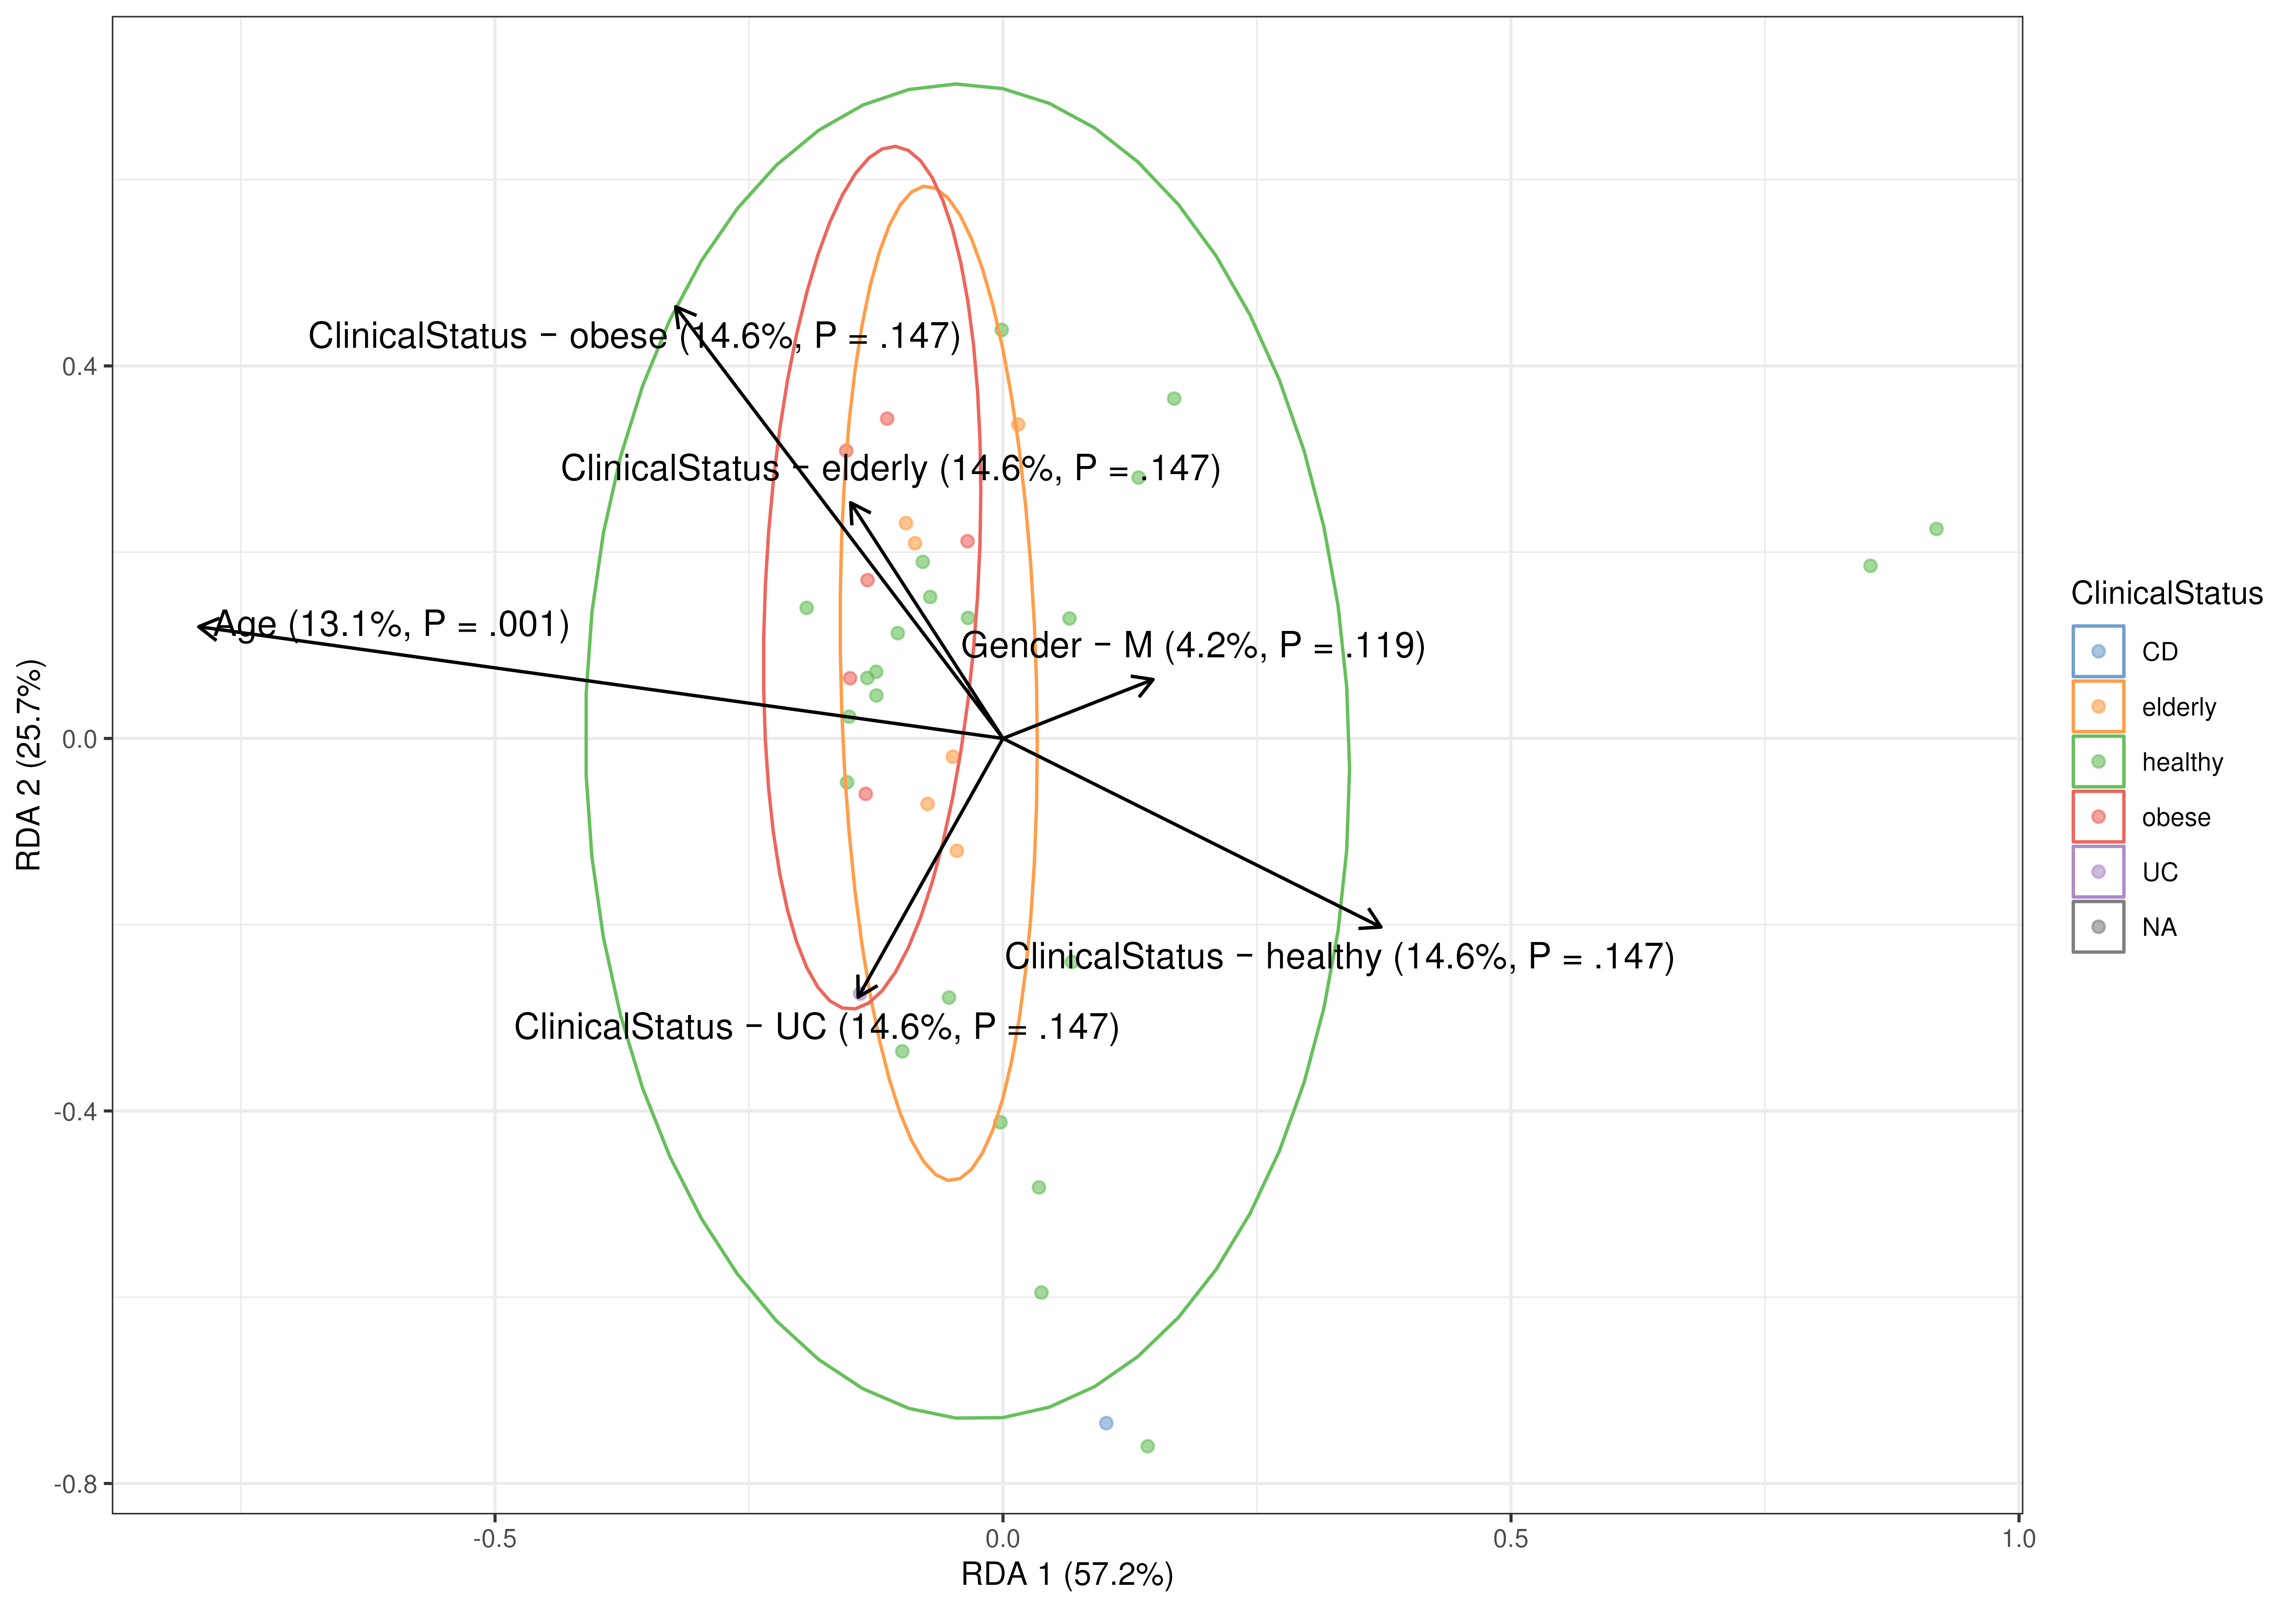 ClinicalStatus − obese (14.6%, P = .147)
ClinicalStatus − elderly (14.6%, P = .147)
Age (13.1%, P = .001)
Gender − M (4.2%, P = .119)
ClinicalStatus − healthy (14.6%, P = .147)
ClinicalStatus − UC (14.6%, P = .147)
0.4
0.0
-0.4
-0.8
RDA 2 (25.7%)
-0.5
0.0
0.5
1.0
RDA 1 (57.2%)
ClinicalStatus
CD
elderly
healthy
obese
UC
NA